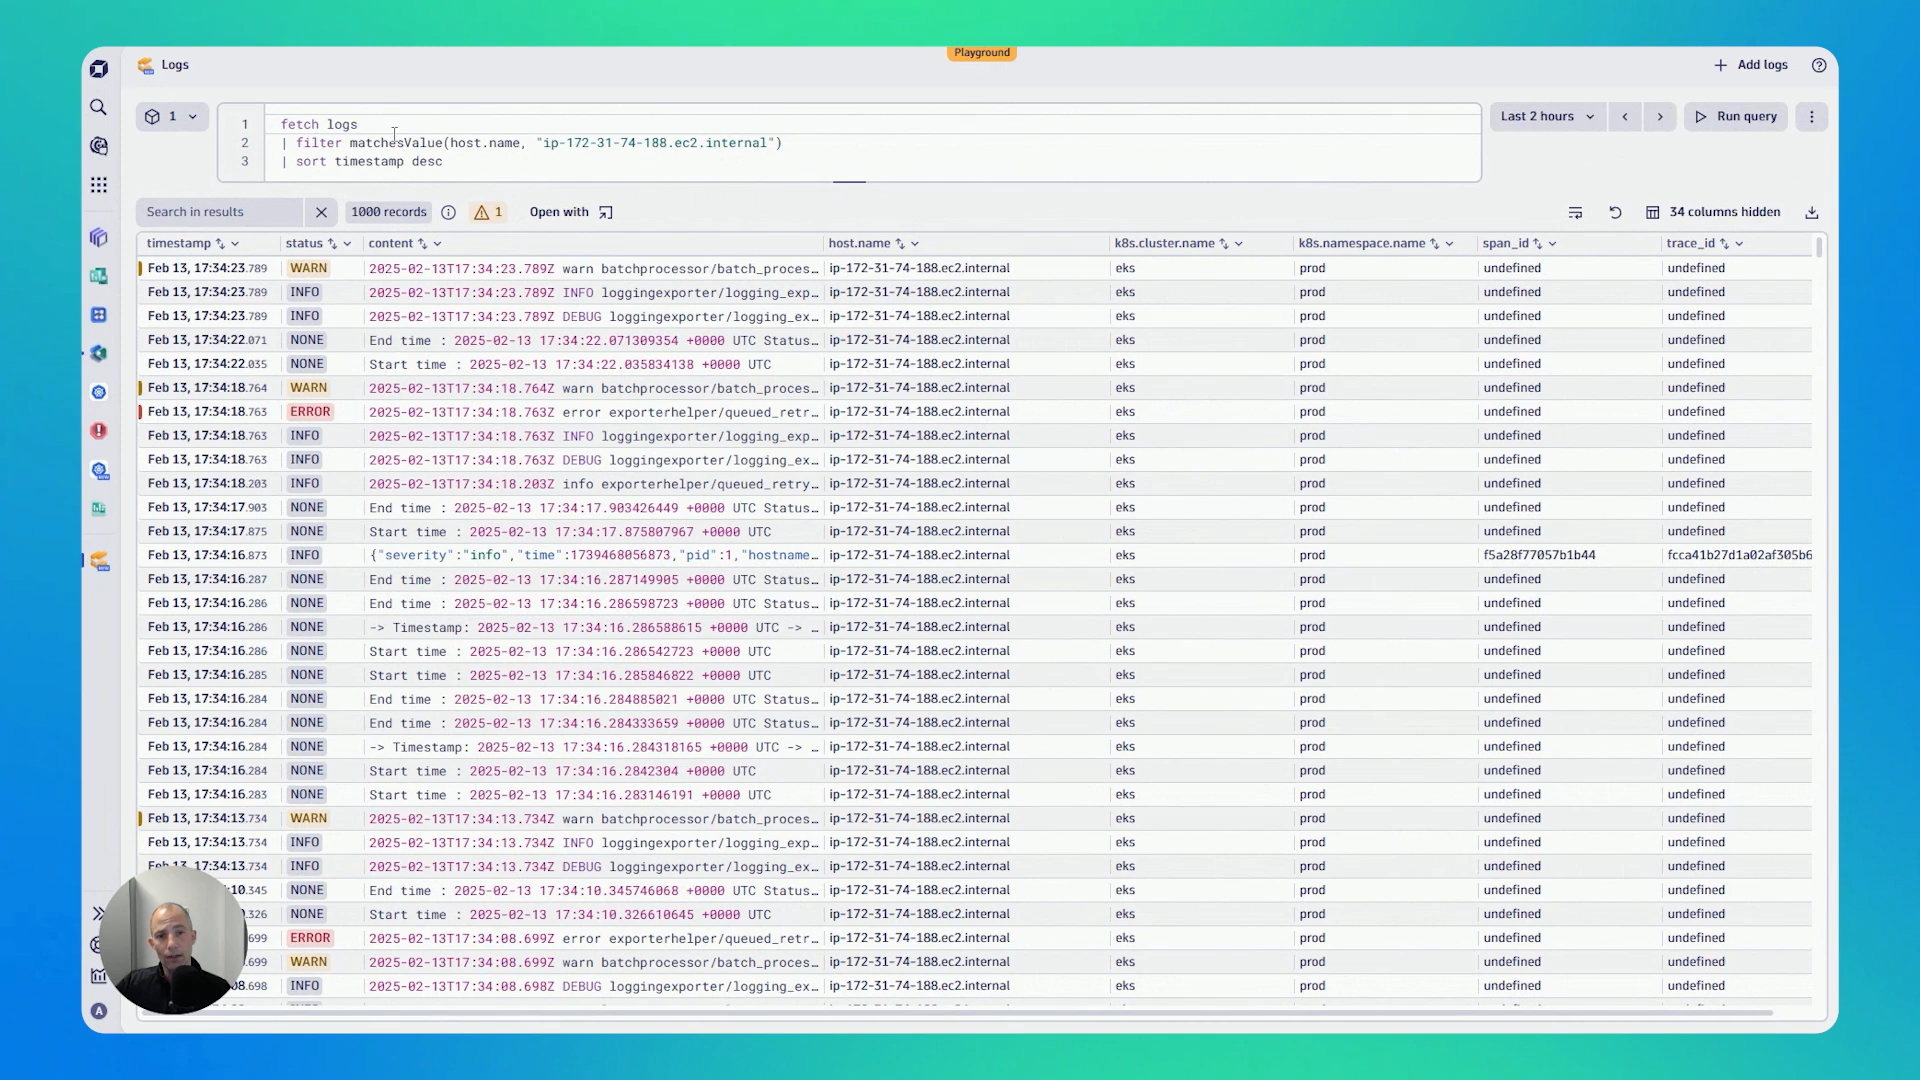 Playground
Logs
Add logs
1
1 fetch logs
2 | filter matchesValue(host.name, "ip-172-31-74-188.ec2.internal")
3 | sort timestamp desc
Last 2 hours
Run query
Search in results
1000 records
1
Open with
34 columns hidden
timestamp status content host.name k8s.cluster.name k8s.namespace.name span_id trace_id
Feb 13, 17:34:23.789 WARN 2025-02-13T17:34:23.789Z warn batchprocessor/batch_proces… ip-172-31-74-188.ec2.internal eks prod undefined undefined
Feb 13, 17:34:23.789 INFO 2025-02-13T17:34:23.789Z INFO loggingexporter/logging_exp… ip-172-31-74-188.ec2.internal eks prod undefined undefined
Feb 13, 17:34:23.789 INFO 2025-02-13T17:34:23.789Z DEBUG loggingexporter/logging_ex… ip-172-31-74-188.ec2.internal eks prod undefined undefined
Feb 13, 17:34:22.071 NONE End time : 2025-02-13 17:34:22.071309354 +0000 UTC Status… ip-172-31-74-188.ec2.internal eks prod undefined undefined
Feb 13, 17:34:22.035 NONE Start time : 2025-02-13 17:34:22.035834138 +0000 UTC ip-172-31-74-188.ec2.internal eks prod undefined undefined
Feb 13, 17:34:18.764 WARN 2025-02-13T17:34:18.764Z warn batchprocessor/batch_proces… ip-172-31-74-188.ec2.internal eks prod undefined undefined
Feb 13, 17:34:18.763 ERROR 2025-02-13T17:34:18.763Z error exporterhelper/queued_retr… ip-172-31-74-188.ec2.internal eks prod undefined undefined
Feb 13, 17:34:18.763 INFO 2025-02-13T17:34:18.763Z INFO loggingexporter/logging_exp… ip-172-31-74-188.ec2.internal eks prod undefined undefined
Feb 13, 17:34:18.763 INFO 2025-02-13T17:34:18.763Z DEBUG loggingexporter/logging_ex… ip-172-31-74-188.ec2.internal eks prod undefined undefined
Feb 13, 17:34:18.203 INFO 2025-02-13T17:34:18.203Z info exporterhelper/queued_retry… ip-172-31-74-188.ec2.internal eks prod undefined undefined
Feb 13, 17:34:17.903 NONE End time : 2025-02-13 17:34:17.903426449 +0000 UTC Status… ip-172-31-74-188.ec2.internal eks prod undefined undefined
Feb 13, 17:34:17.875 NONE Start time : 2025-02-13 17:34:17.875807967 +0000 UTC ip-172-31-74-188.ec2.internal eks prod undefined undefined
Feb 13, 17:34:16.873 INFO {"severity":"info","time":1739468056873,"pid":1,"hostname… ip-172-31-74-188.ec2.internal eks prod f5a28f77057b1b44 fcca41b27d1a02af305b6
Feb 13, 17:34:16.287 NONE End time : 2025-02-13 17:34:16.287149905 +0000 UTC Status… ip-172-31-74-188.ec2.internal eks prod undefined undefined
Feb 13, 17:34:16.286 NONE End time : 2025-02-13 17:34:16.286598723 +0000 UTC Status… ip-172-31-74-188.ec2.internal eks prod undefined undefined
Feb 13, 17:34:16.286 NONE -> Timestamp: 2025-02-13 17:34:16.286588615 +0000 UTC -> … ip-172-31-74-188.ec2.internal eks prod undefined undefined
Feb 13, 17:34:16.286 NONE Start time : 2025-02-13 17:34:16.286542723 +0000 UTC ip-172-31-74-188.ec2.internal eks prod undefined undefined
Feb 13, 17:34:16.285 NONE Start time : 2025-02-13 17:34:16.285846822 +0000 UTC ip-172-31-74-188.ec2.internal eks prod undefined undefined
Feb 13, 17:34:16.284 NONE End time : 2025-02-13 17:34:16.284885021 +0000 UTC Status… ip-172-31-74-188.ec2.internal eks prod undefined undefined
Feb 13, 17:34:16.284 NONE End time : 2025-02-13 17:34:16.284333659 +0000 UTC Status… ip-172-31-74-188.ec2.internal eks prod undefined undefined
Feb 13, 17:34:16.284 NONE -> Timestamp: 2025-02-13 17:34:16.284318165 +0000 UTC -> … ip-172-31-74-188.ec2.internal eks prod undefined undefined
Feb 13, 17:34:16.284 NONE Start time : 2025-02-13 17:34:16.2842304 +0000 UTC ip-172-31-74-188.ec2.internal eks prod undefined undefined
Feb 13, 17:34:16.283 NONE Start time : 2025-02-13 17:34:16.283146191 +0000 UTC ip-172-31-74-188.ec2.internal eks prod undefined undefined
Feb 13, 17:34:13.734 WARN 2025-02-13T17:34:13.734Z warn batchprocessor/batch_proces… ip-172-31-74-188.ec2.internal eks prod undefined undefined
Feb 13, 17:34:13.734 INFO 2025-02-13T17:34:13.734Z INFO loggingexporter/logging_exp… ip-172-31-74-188.ec2.internal eks prod undefined undefined
Feb 13, 17:34:13.734 INFO 2025-02-13T17:34:13.734Z DEBUG loggingexporter/logging_ex… ip-172-31-74-188.ec2.internal eks prod undefined undefined
10.345 NONE End time : 2025-02-13 17:34:10.345746068 +0000 UTC Status… ip-172-31-74-188.ec2.internal eks prod undefined undefined
.326 NONE Start time : 2025-02-13 17:34:10.326610645 +0000 UTC ip-172-31-74-188.ec2.internal eks prod undefined undefined
699 ERROR 2025-02-13T17:34:08.699Z error exporterhelper/queued_retr… ip-172-31-74-188.ec2.internal eks prod undefined undefined
.699 WARN 2025-02-13T17:34:08.699Z warn batchprocessor/batch_proces… ip-172-31-74-188.ec2.internal eks prod undefined undefined
08.698 INFO 2025-02-13T17:34:08.698Z DEBUG loggingexporter/logging_ex… ip-172-31-74-188.ec2.internal eks prod undefined undefined
A